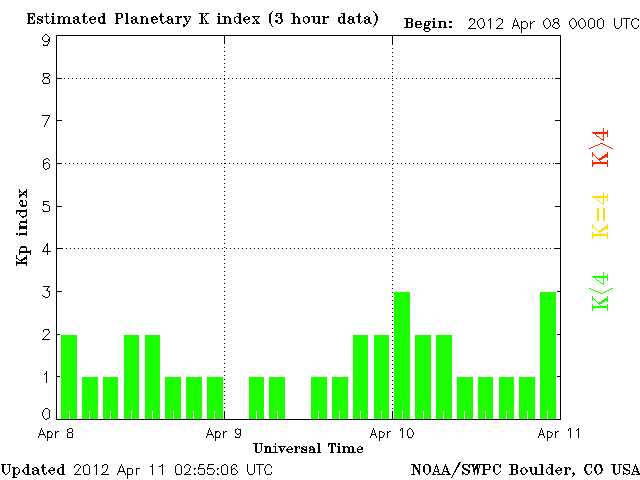 Estimated Planetary K index (3 hour data)
Begin: 2012 Apr 08 0000 UTC
9
8
7
6
5
4
3
2
1
0
Kp index
K>4
K=4
K<4
Apr 8
Apr 9
Apr 10
Apr 11
Universal Time
Updated 2012 Apr 11 02:55:06 UTC
NOAA/SWPC Boulder, CO USA